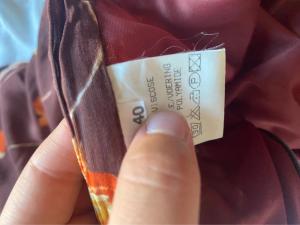 40
VISCOSE
E/VOERING
POLYAMIDE